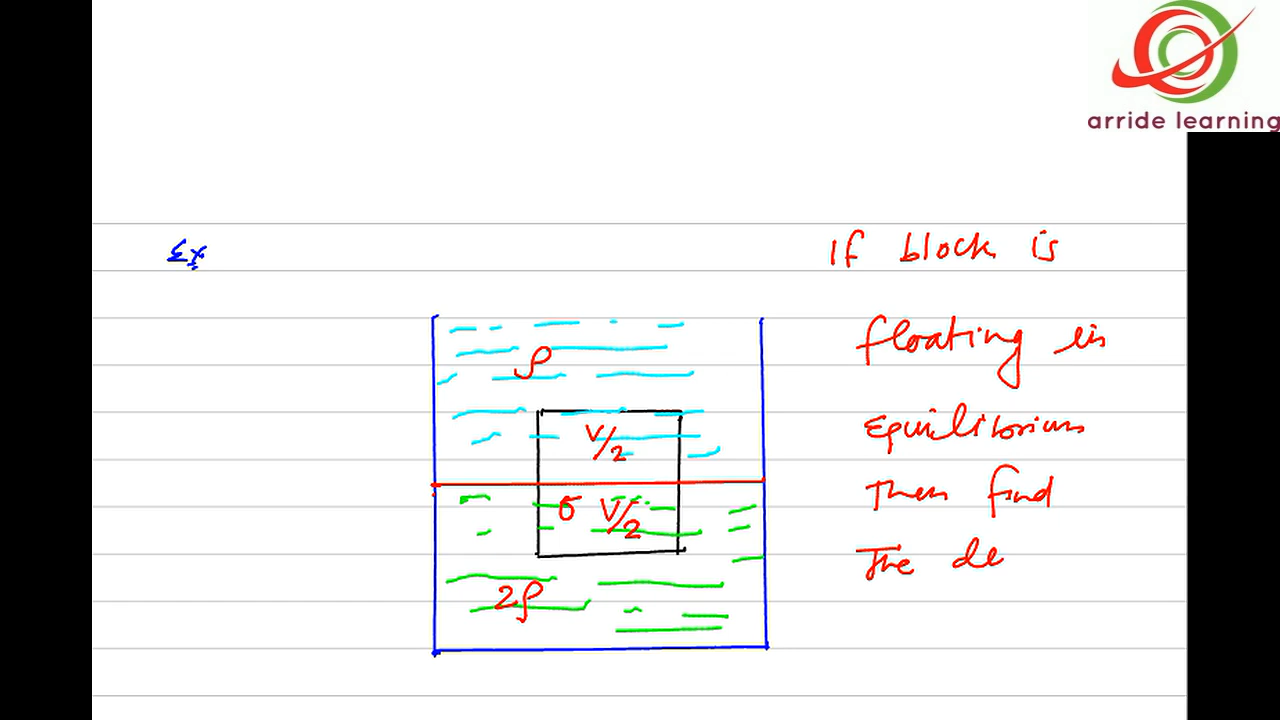 arride learning
Ex
If block is
floating in
equilibrium
Then find
The de
ρ
V/2
σ V/2
2ρ